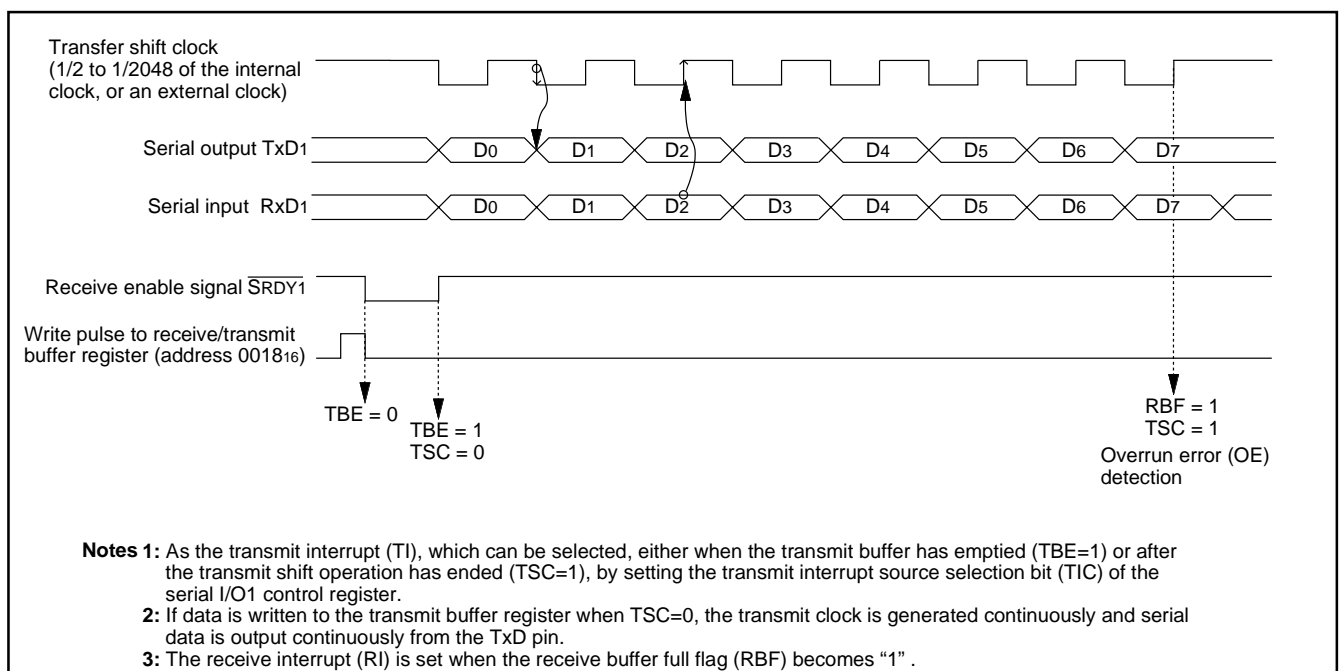 Transfer shift clock
(1/2 to 1/2048 of the internal
clock, or an external clock)
Serial output TxD1
D0 D1 D2 D3 D4 D5 D6 D7
Serial input RxD1
D0 D1 D2 D3 D4 D5 D6 D7
Receive enable signal SRDY1
Write pulse to receive/transmit
buffer register (address 001816)
TBE = 0
TBE = 1
TSC = 0
RBF = 1
TSC = 1
Overrun error (OE)
detection
Notes 1: As the transmit interrupt (TI), which can be selected, either when the transmit buffer has emptied (TBE=1) or after
the transmit shift operation has ended (TSC=1), by setting the transmit interrupt source selection bit (TIC) of the
serial I/O1 control register.
2: If data is written to the transmit buffer register when TSC=0, the transmit clock is generated continuously and serial
data is output continuously from the TxD pin.
3: The receive interrupt (RI) is set when the receive buffer full flag (RBF) becomes “1” .